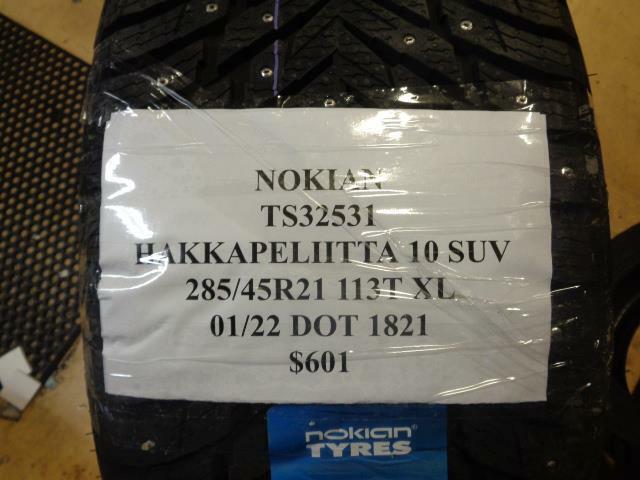 NOKIAN
TS32531
HAKKAPELIITTA 10 SUV
285/45R21 113T XL
01/22 DOT 1821
$601
nokian
TYRES